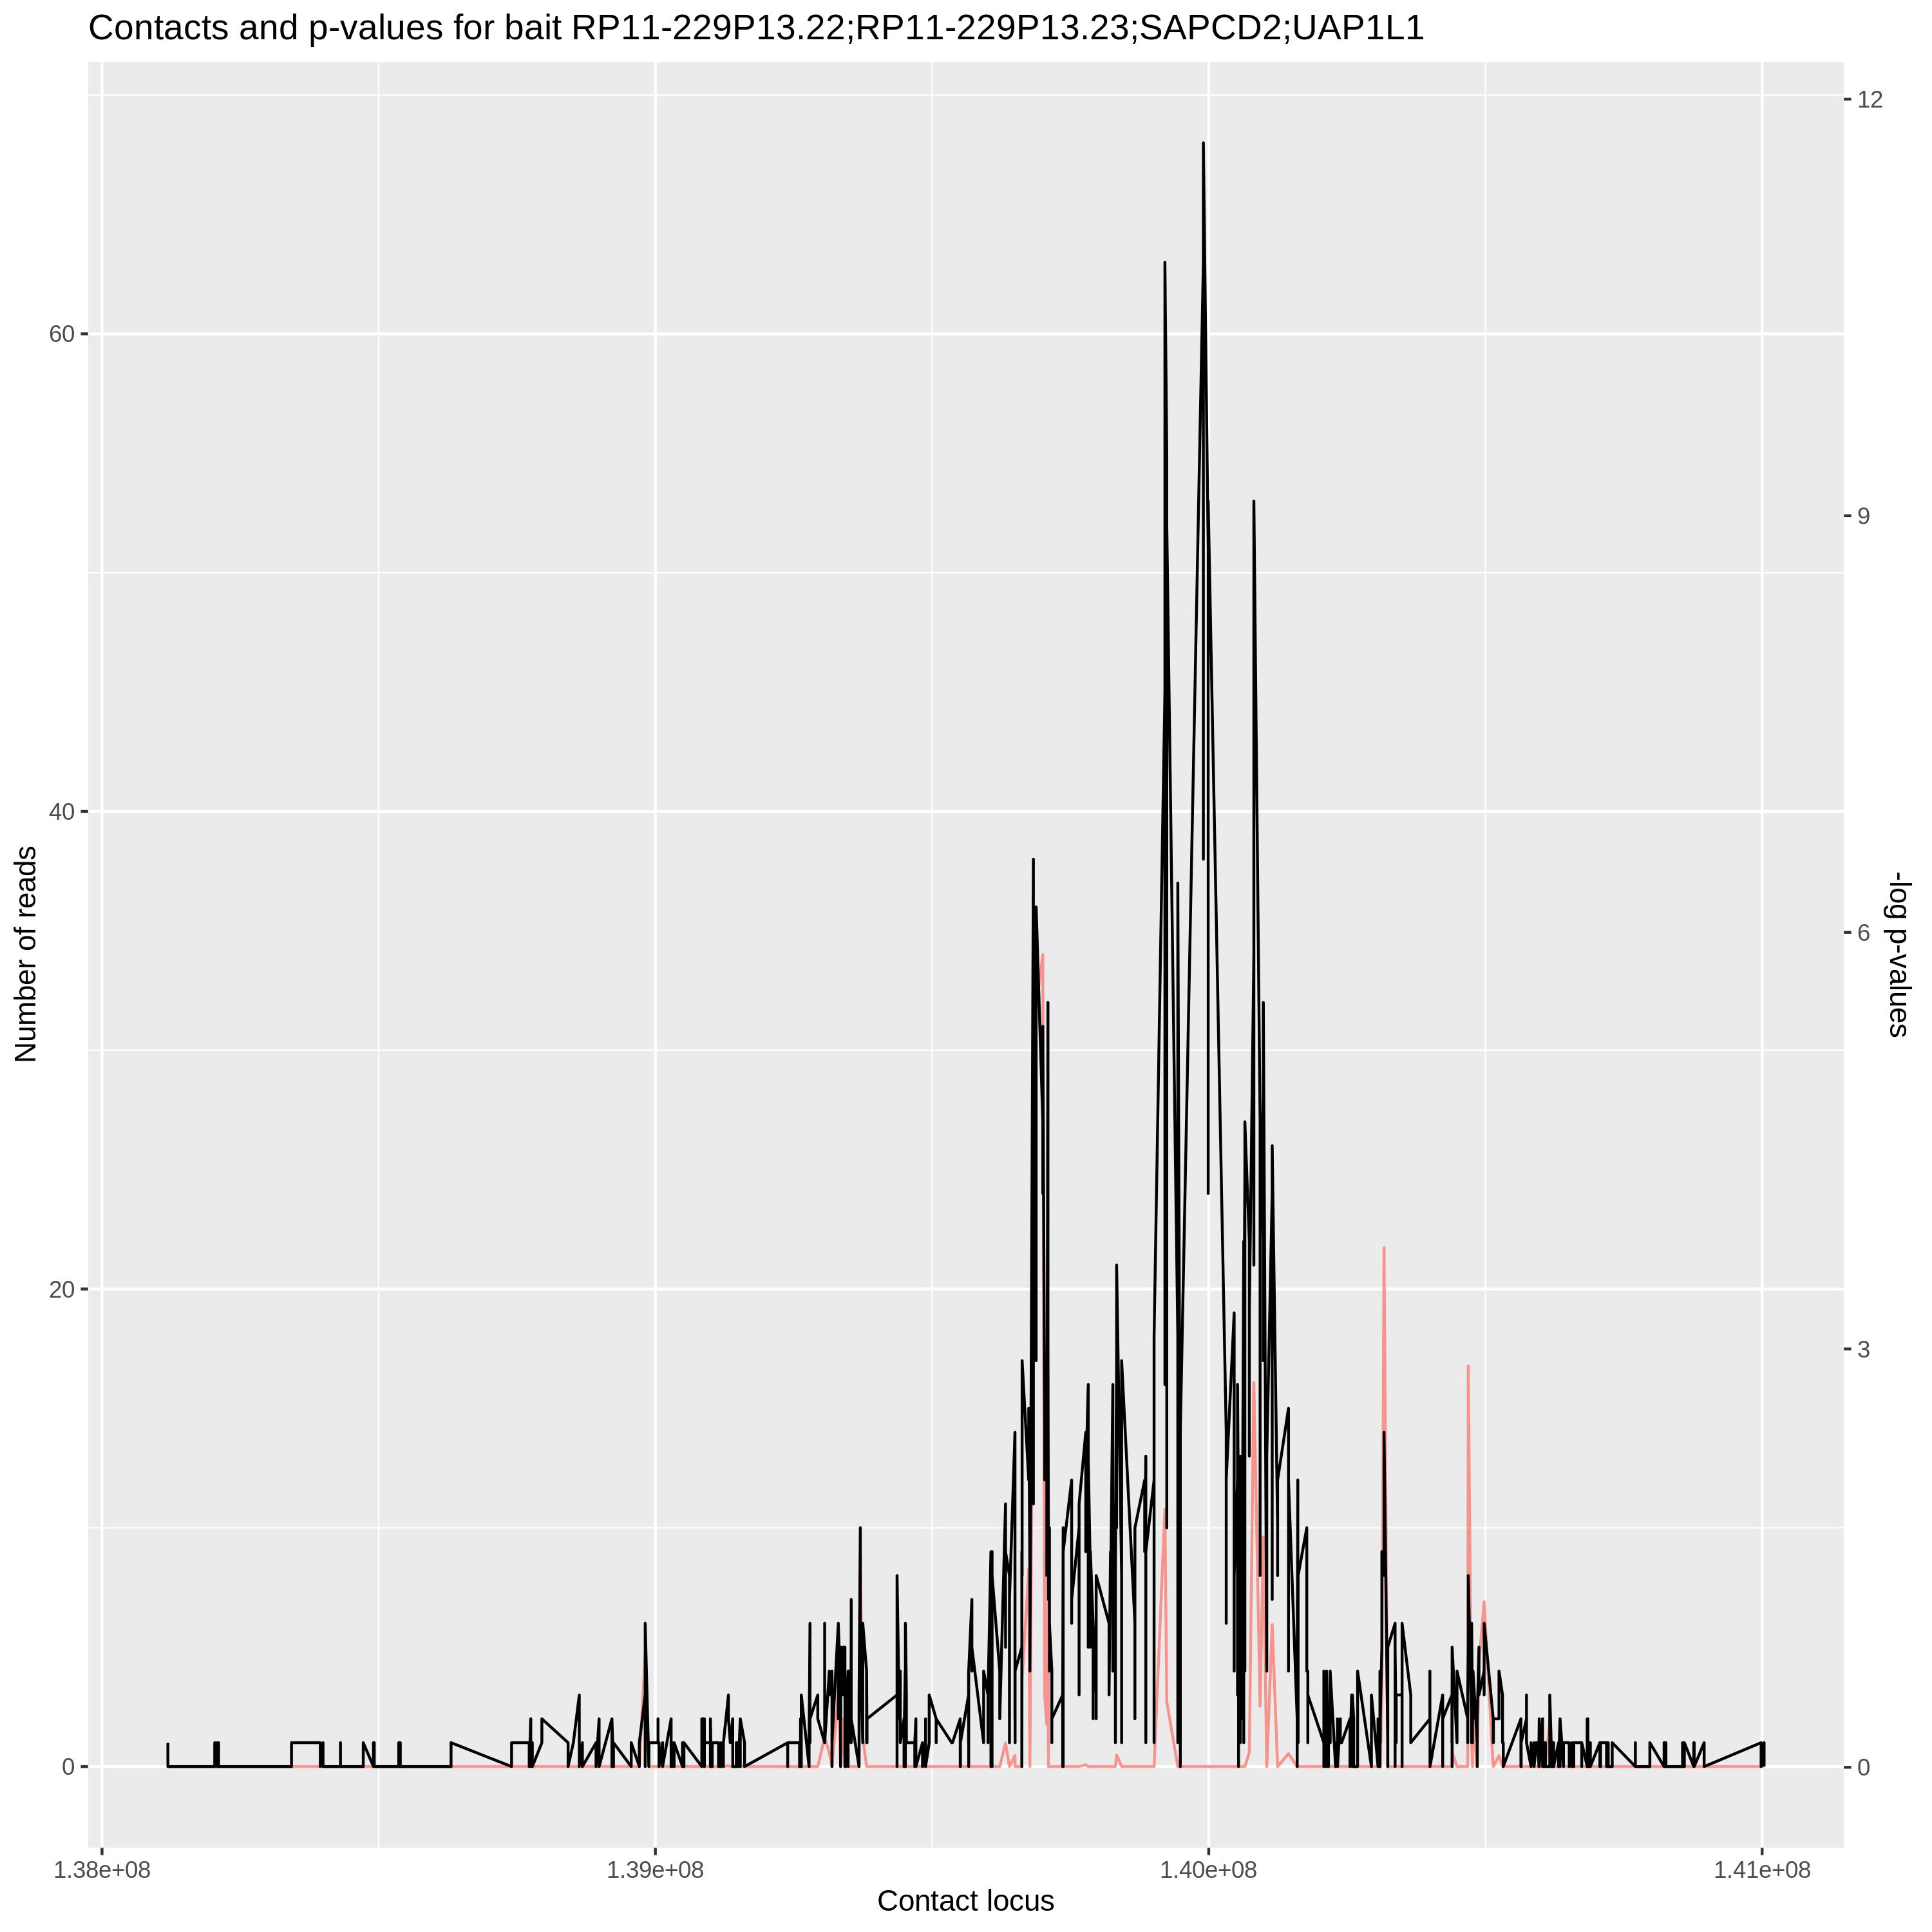 Contacts and p-values for bait RP11-229P13.22;RP11-229P13.23;SAPCD2;UAP1L1
12
60
9
40
Number of reads
6
-log p-values
20
3
0
0
1.38e+08
1.39e+08
1.40e+08
1.41e+08
Contact locus